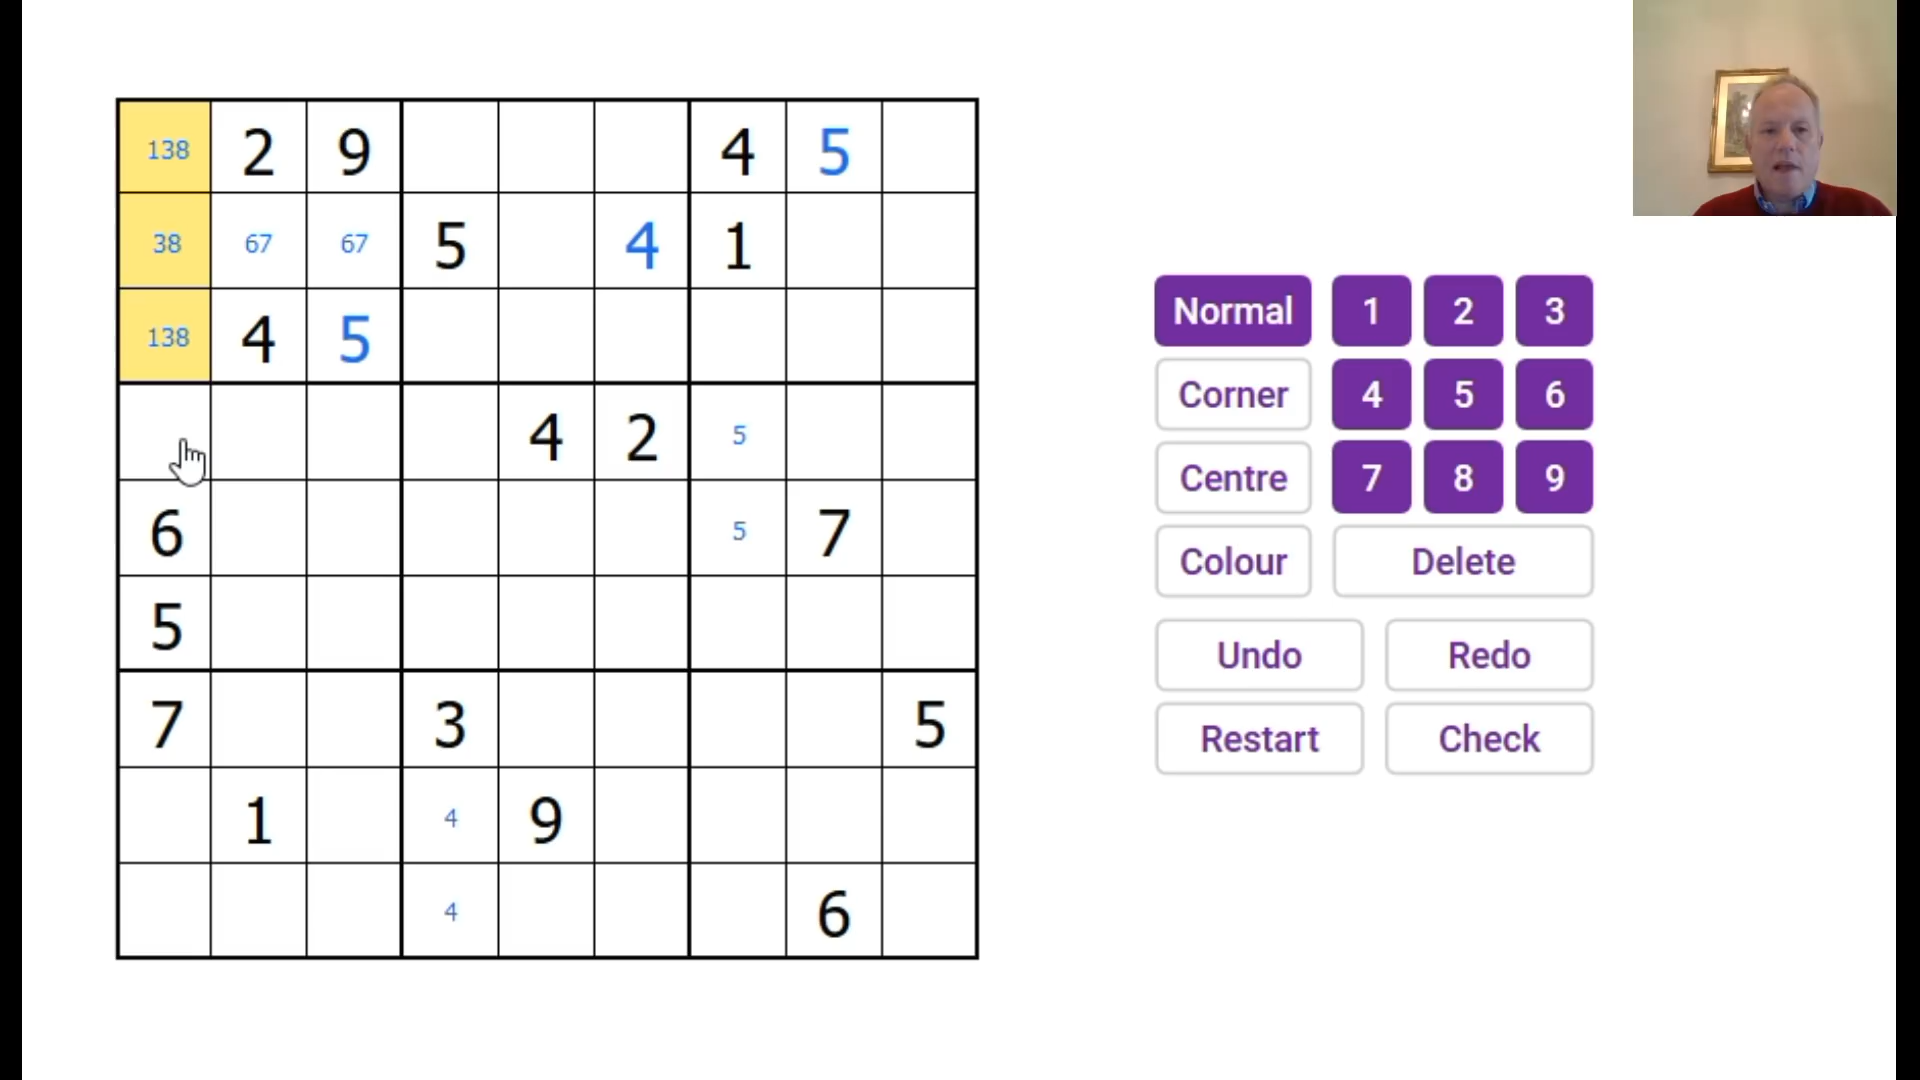 138 2 9 4 5
38 67 67 5 4 1
138 4 5
4 2 5
6 5 7
5
7 3 5
1 4 9
4 6
Normal 1 2 3
Corner 4 5 6
Centre 7 8 9
Colour Delete
Undo Redo
Restart Check